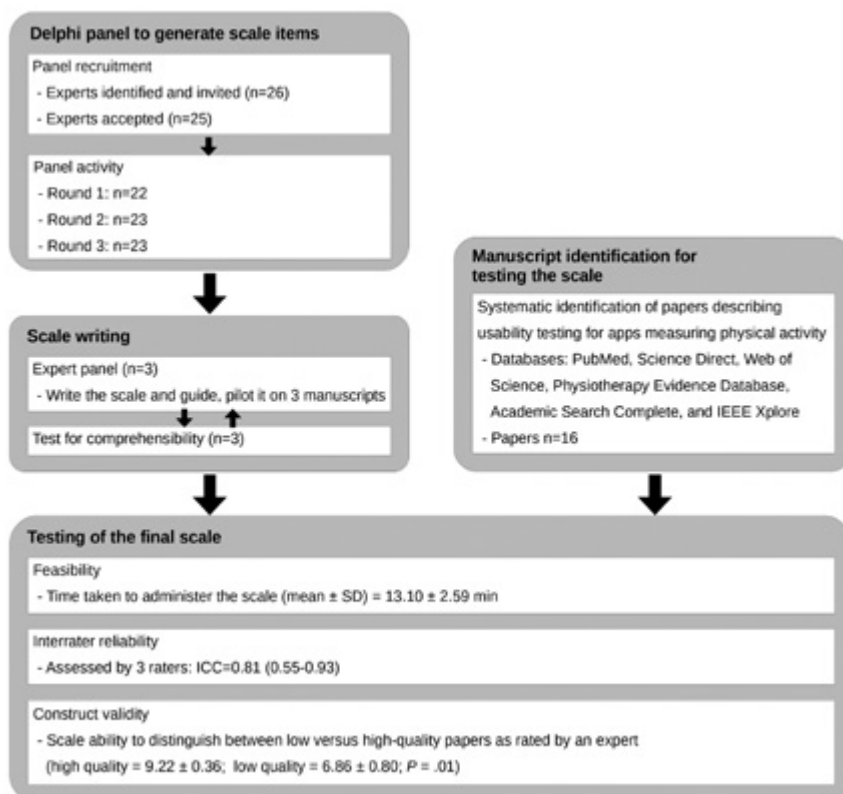 Delphi panel to generate scale items
Panel recruitment
- Experts identified and invited (n=26)
- Experts accepted (n=25)
Panel activity
- Round 1: n=22
- Round 2: n=23
- Round 3: n=23
Scale writing
Expert panel (n=3)
- Write the scale and guide, pilot it on 3 manuscripts
Test for comprehensibility (n=3)
Manuscript identification for
testing the scale
Systematic identification of papers describing
usability testing for apps measuring physical activity
- Databases: PubMed, Science Direct, Web of
Science, Physiotherapy Evidence Database,
Academic Search Complete, and IEEE Xplore
- Papers n=16
Testing of the final scale
Feasibility
- Time taken to administer the scale (mean ± SD) = 13.10 ± 2.59 min
Interrater reliability
- Assessed by 3 raters: ICC=0.81 (0.55-0.93)
Construct validity
- Scale ability to distinguish between low versus high-quality papers as rated by an expert
(high quality = 9.22 ± 0.36; low quality = 6.86 ± 0.80; P = .01)